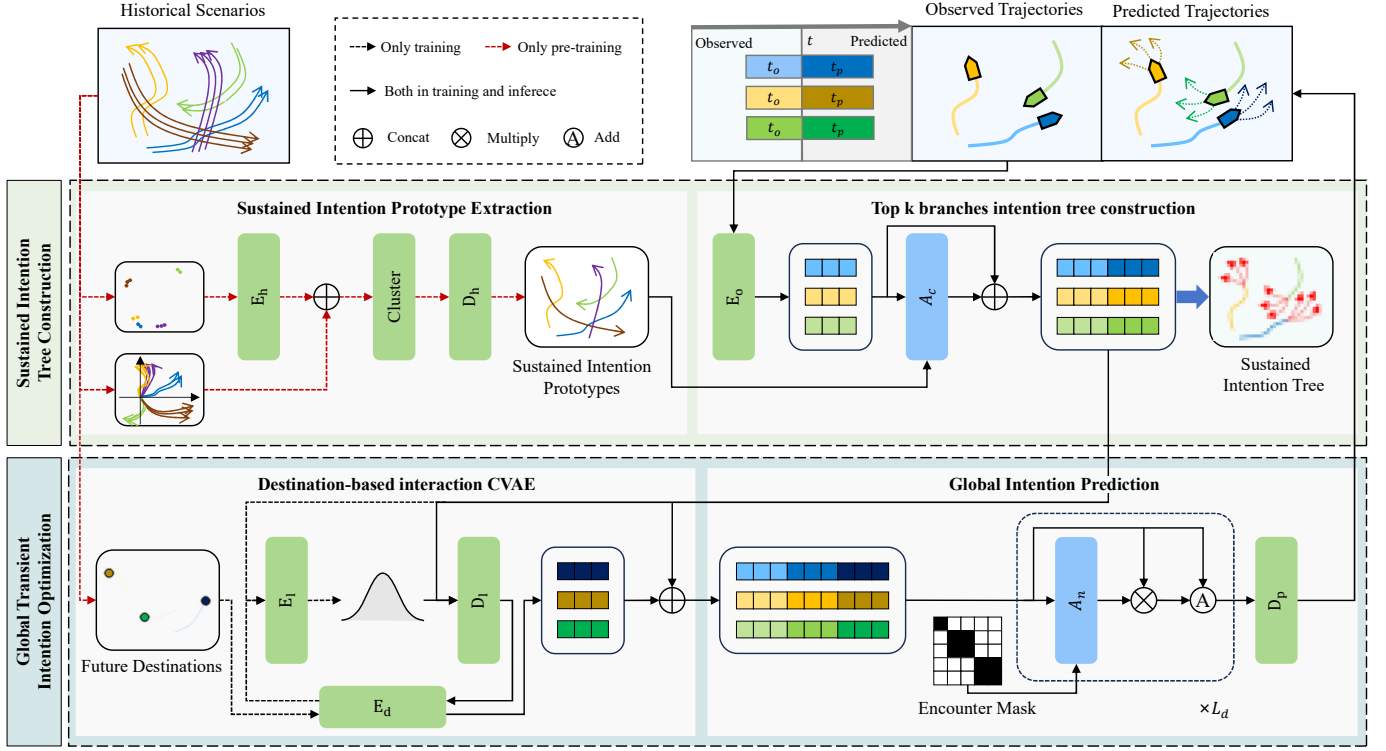 Historical Scenarios
Only training
Only pre-training
Both in training and inferece
Concat
Multiply
A
Add
Observed
t
Predicted
t_o
t_p
t_o
t_p
t_o
t_p
Observed Trajectories
Predicted Trajectories
Sustained Intention
Tree Construction
Sustained Intention Prototype Extraction
E_h
Cluster
D_h
Sustained Intention
Prototypes
Top k branches intention tree construction
E_o
A_c
Sustained
Intention Tree
Global Transient
Intention Optimization
Destination-based interaction CVAE
Future Destinations
E_l
D_l
E_d
Global Intention Prediction
Encounter Mask
A_n
A
×L_d
D_p